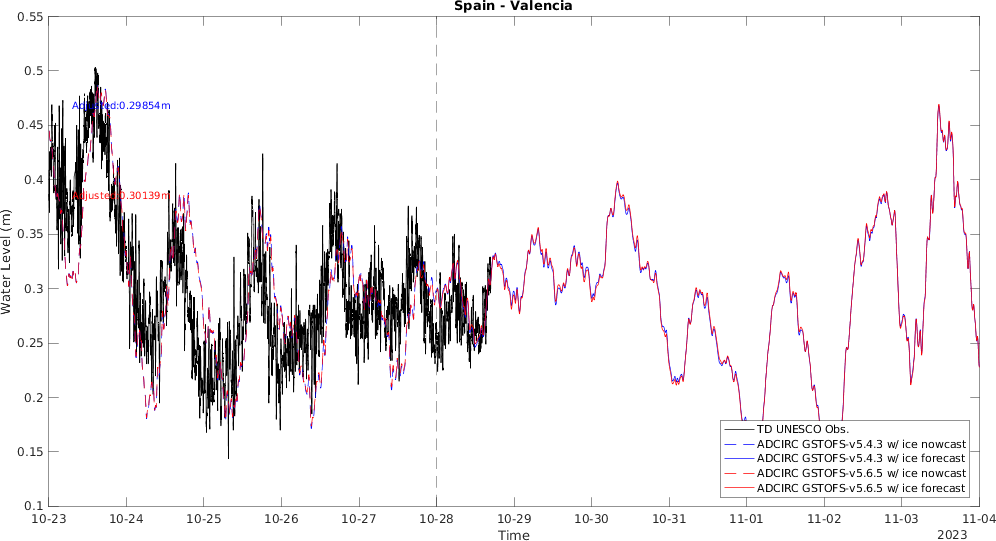 Spain - Valencia
0.55
0.5
0.45
0.4
0.35
0.3
0.25
0.2
0.15
0.1
Water Level (m)
Adjusted:0.29854m
Adjusted:0.30139m
TD UNESCO Obs.
ADCIRC GSTOFS-v5.4.3 w/ ice nowcast
ADCIRC GSTOFS-v5.4.3 w/ ice forecast
ADCIRC GSTOFS-v5.6.5 w/ ice nowcast
ADCIRC GSTOFS-v5.6.5 w/ ice forecast
10-23 10-24 10-25 10-26 10-27 10-28 10-29 10-30 10-31 11-01 11-02 11-03 11-04
Time
2023